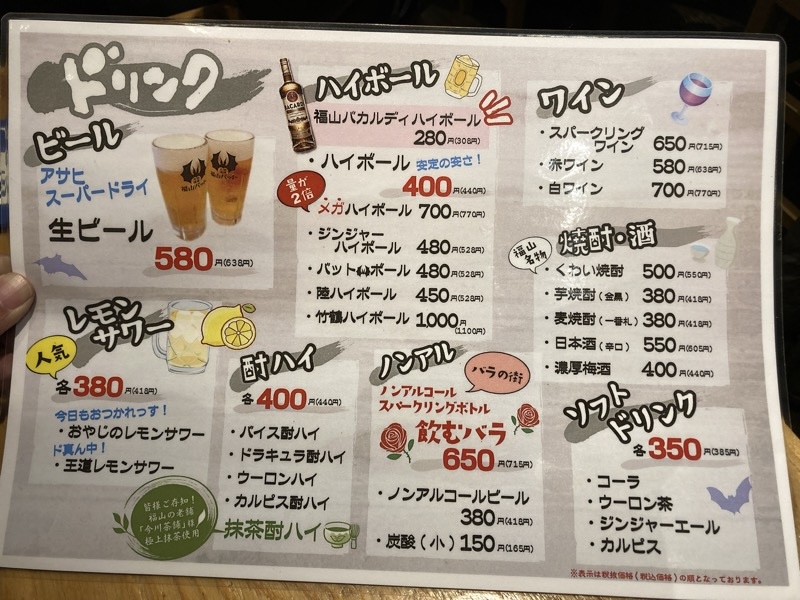 ドリンク
ビール
アサヒ
スーパードライ
生ビール
580円(638円)
レモン
サワー
人気
各380円(418円)
今日もおつかれっす!
・おやじのレモンサワー
ド真ん中!
・王道レモンサワー
ハイボール
BACARDI
福山バカルディハイボール
280円(308円)
・ハイボール 安定の安さ!
400円(440円)
量が
2倍
・メガハイボール 700円(770円)
・ジンジャー
ハイボール 480円(528円)
・バットボール 480円(528円)
・陸ハイボール 450円(528円)
・竹鶴ハイボール 1,000円
(1,100円)
酎ハイ
各400円(440円)
・バイス酎ハイ
・ドラキュラ酎ハイ
・ウーロンハイ
・カルピス酎ハイ
抹茶酎ハイ
皆様ご存知!
福山の老舗
「今川茶舗」様
極上抹茶使用
ノンアル
バラの街
ノンアルコール
スパークリングボトル
飲むバラ
650円(715円)
・ノンアルコールビール
380円(418円)
・炭酸(小)150円(165円)
ワイン
・スパークリング
ワイン 650円(715円)
・赤ワイン 580円(638円)
・白ワイン 700円(770円)
焼酎・酒
福山
名物
・くわい焼酎 500円(550円)
・芋焼酎(金黒) 380円(418円)
・麦焼酎(一番札) 380円(418円)
・日本酒(辛口) 550円(605円)
・濃厚梅酒 400円(440円)
ソフト
ドリンク
各350円(385円)
・コーラ
・ウーロン茶
・ジンジャーエール
・カルピス
※表示は税抜価格(税込価格)の順となっております。